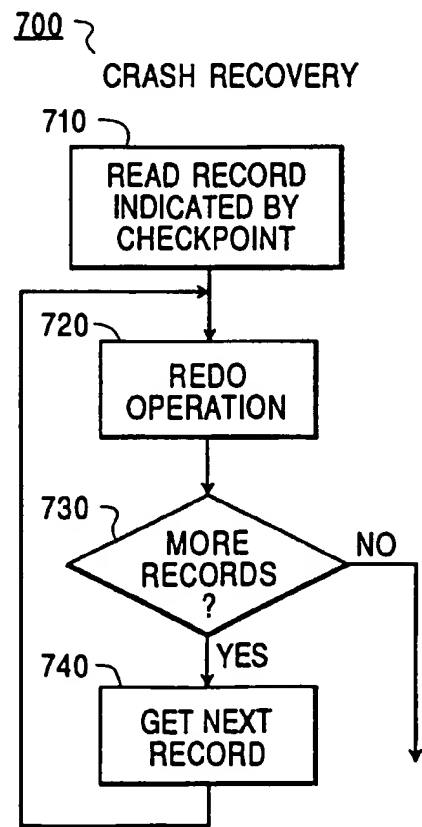 700
CRASH RECOVERY
710
READ RECORD
INDICATED BY
CHECKPOINT
720
REDO
OPERATION
730
MORE
RECORDS
?
NO
YES
740
GET NEXT
RECORD